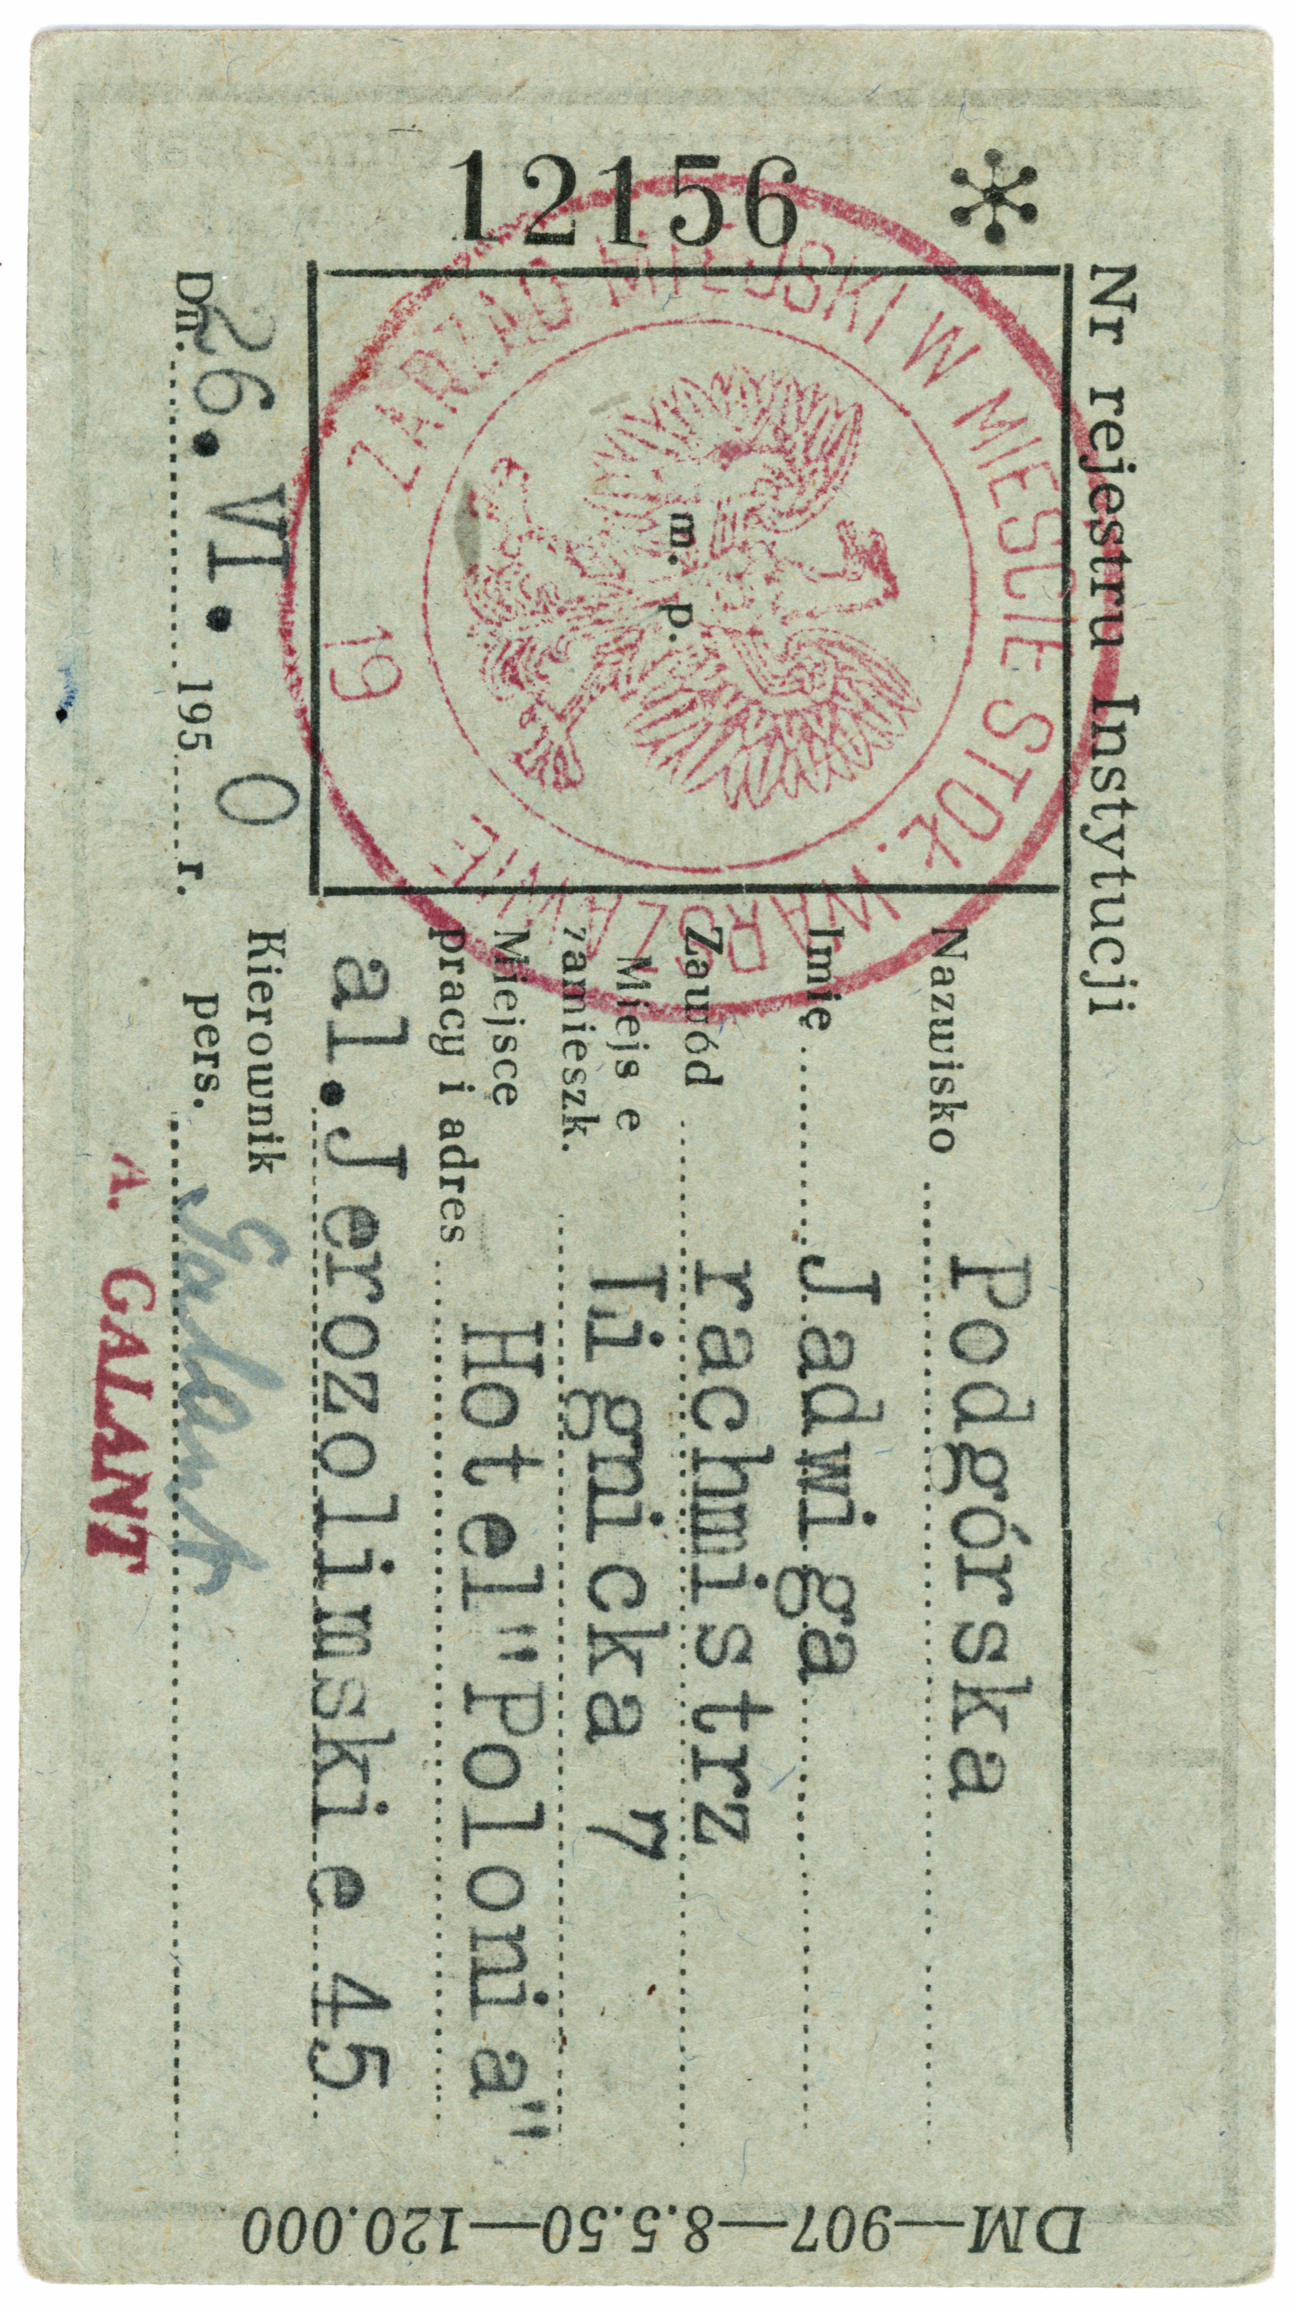 Nr rejestru Instytucji
12156
ZARZĄD MIEJSKI W MIEŚCIE STOŁ. WARSZAWIE
19
m. p.
Nazwisko Podgórska
Imię Jadwiga
Zawód rachmistrz
Miejs e
zamieszk. Lignicka 7
Miejsce
pracy i adres Hotel "Polonia"
al. Jerozolimskie 45
Dn. 26. VI. 1950 r.
Kierownik
pers. Galant
A. GALANT
DM—907—8.5.50—120.000